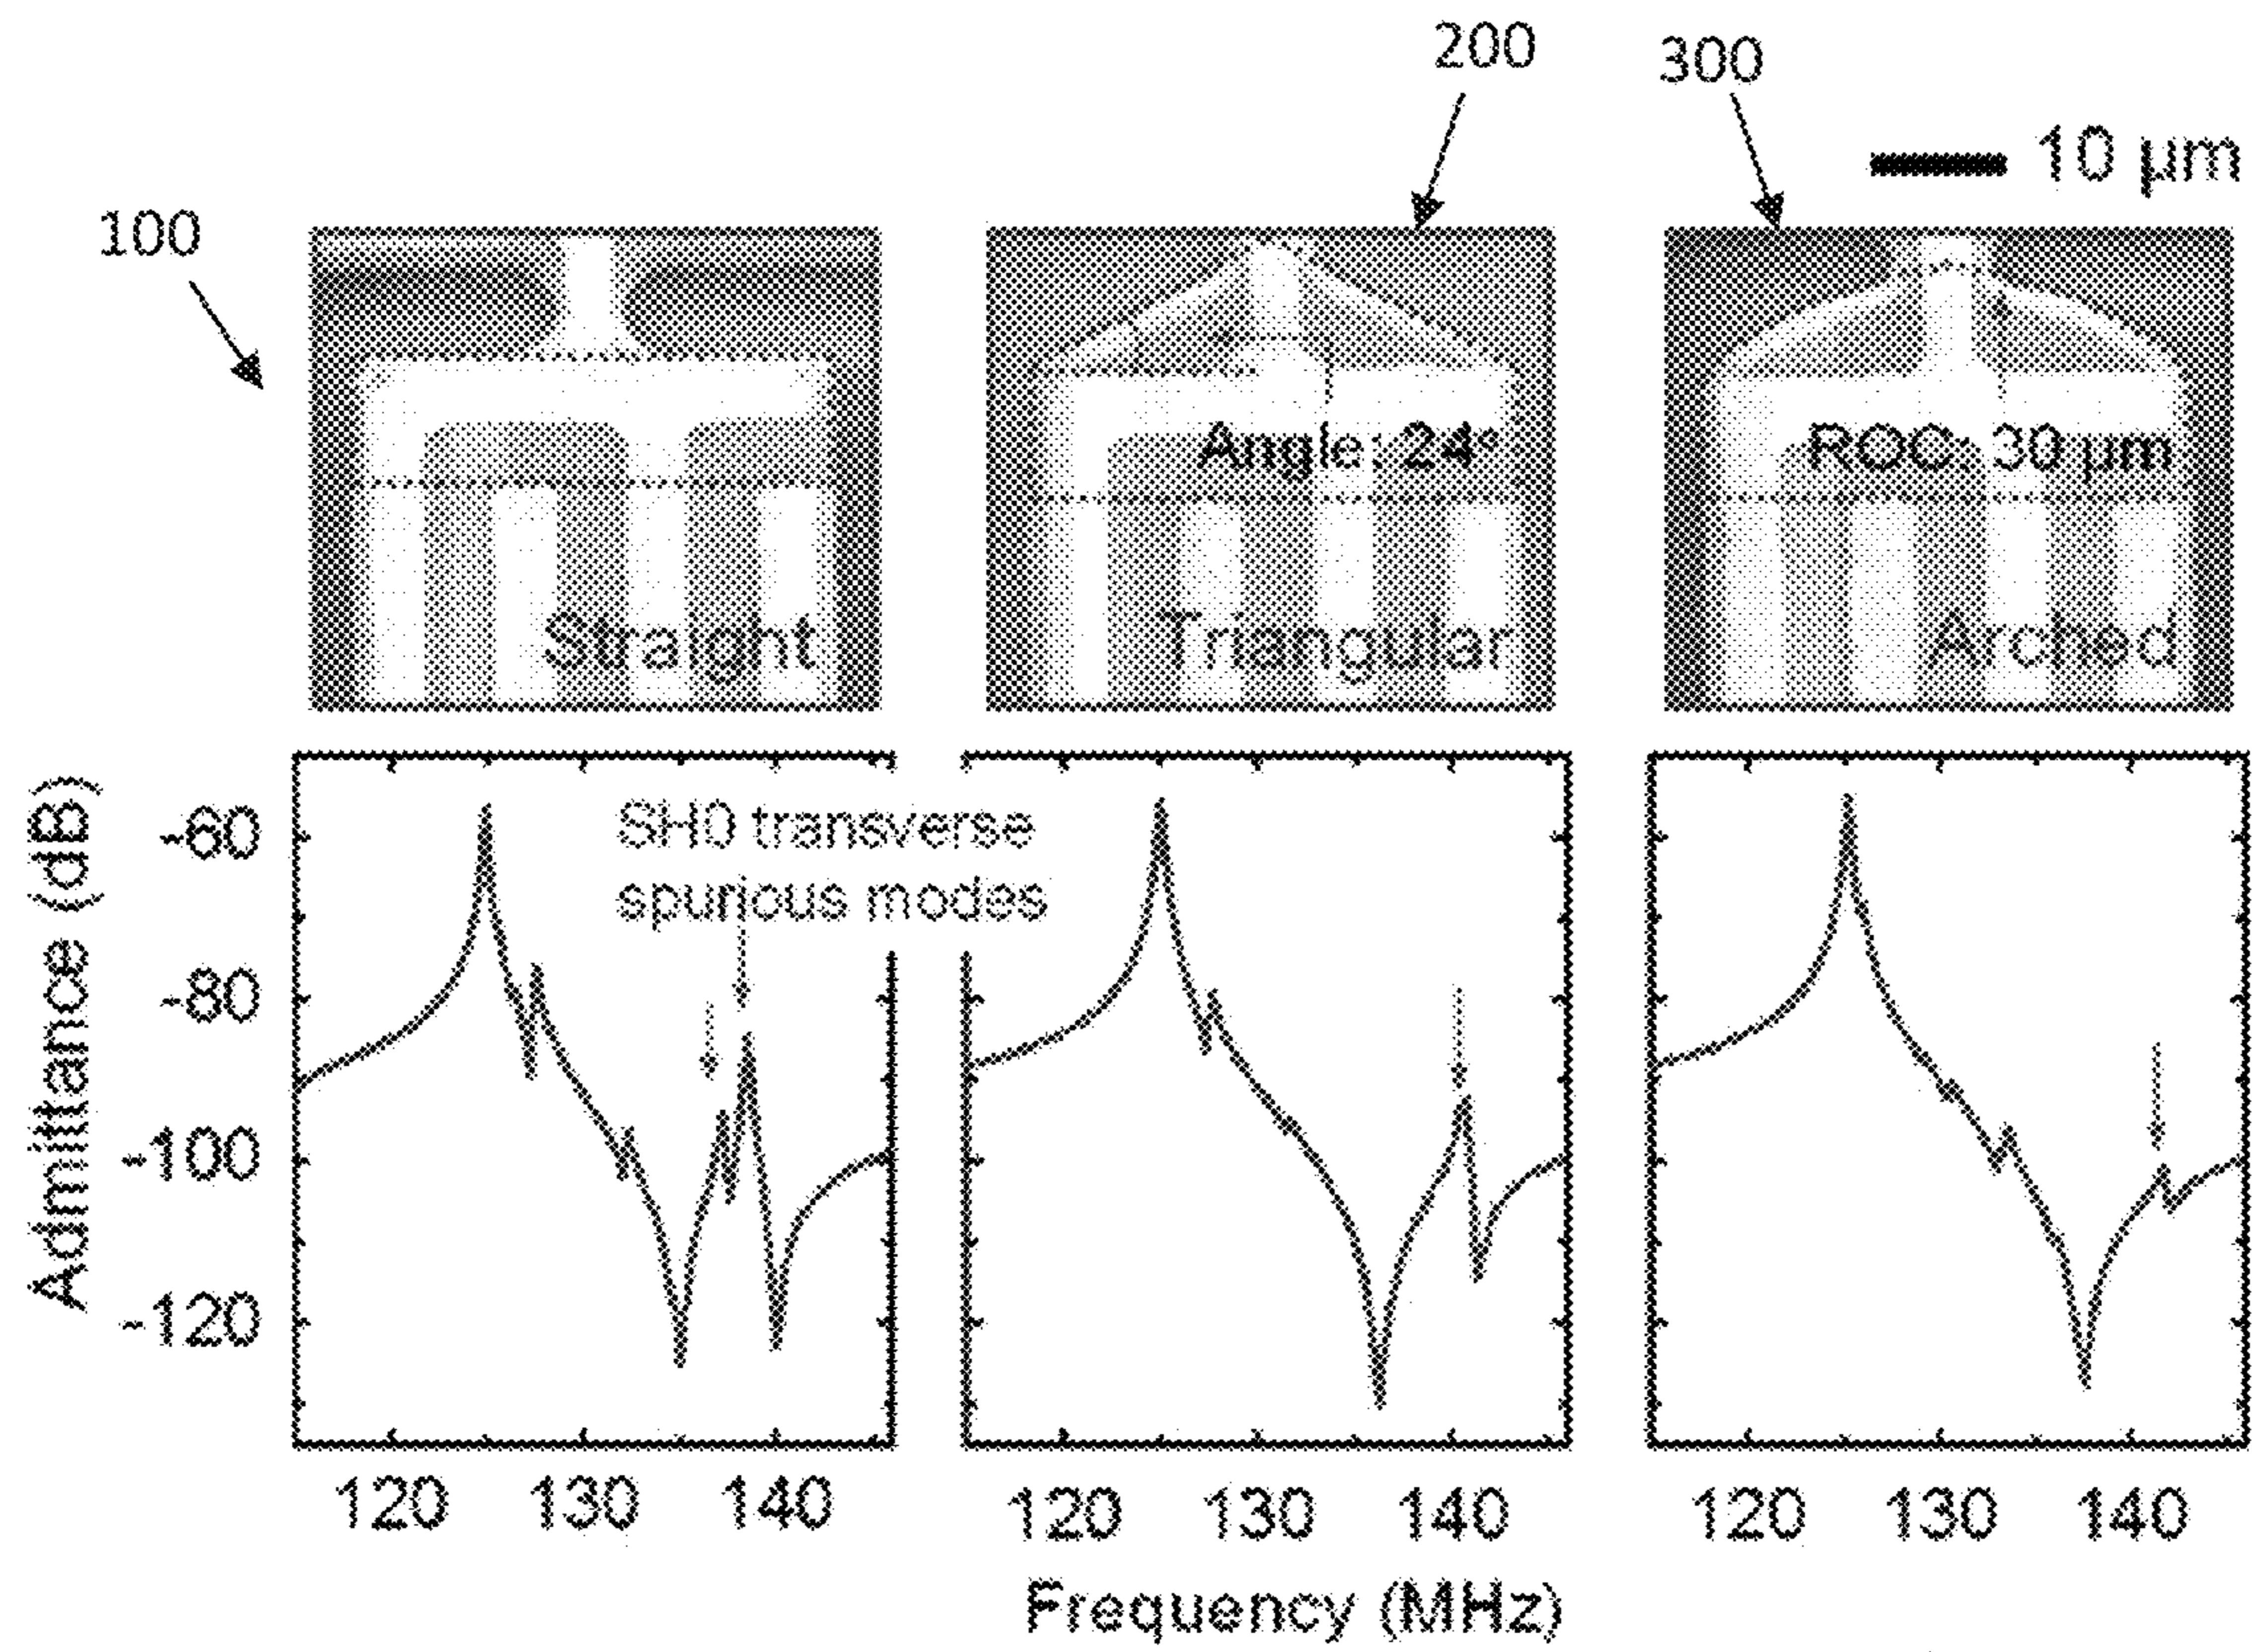 200
300
10 μm
100
Angle: 24°
ROC: 30 μm
Straight
Triangular
Arched
Admittance (dB)
-60
-80
-100
-120
SH0 transverse
spurious modes
120 130 140
120 130 140
120 130 140
Frequency (MHz)